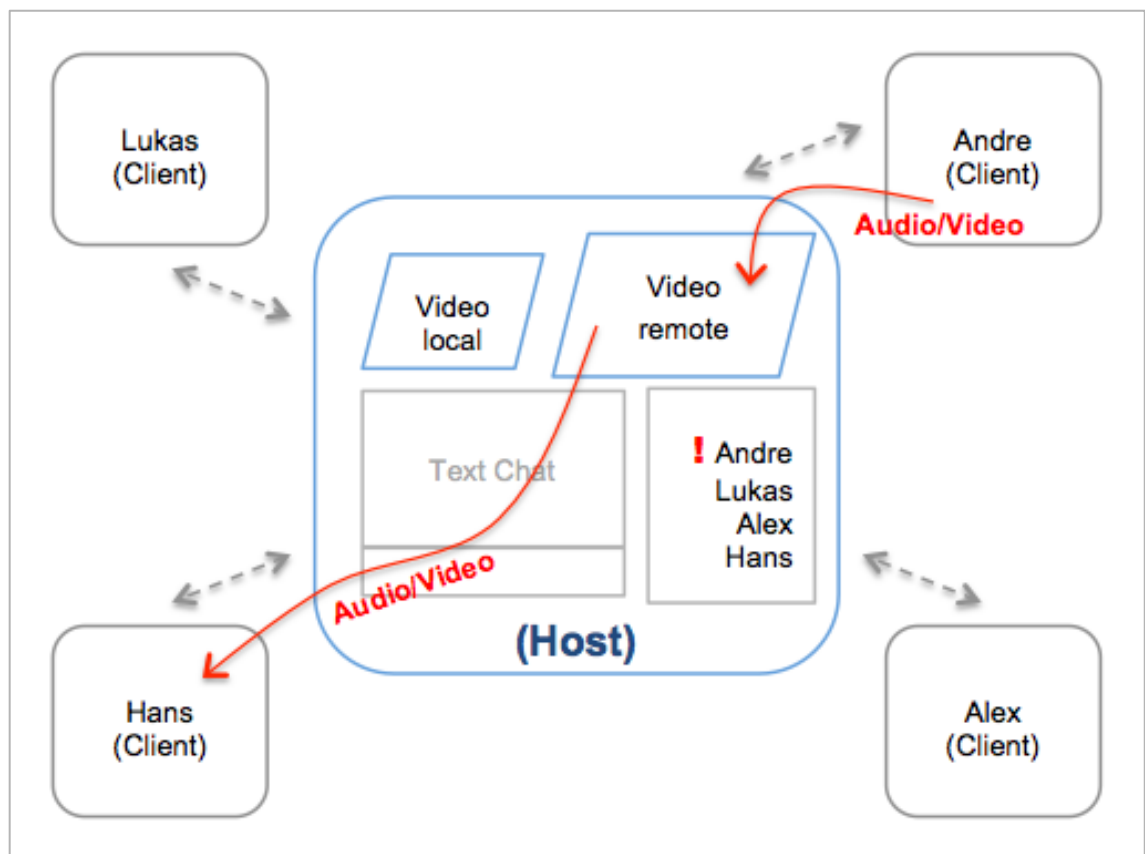 Lukas
(Client)
Andre
(Client)
Audio/Video
Video
local
Video
remote
Text Chat
! Andre
Lukas
Alex
Hans
Audio/Video
(Host)
Hans
(Client)
Alex
(Client)